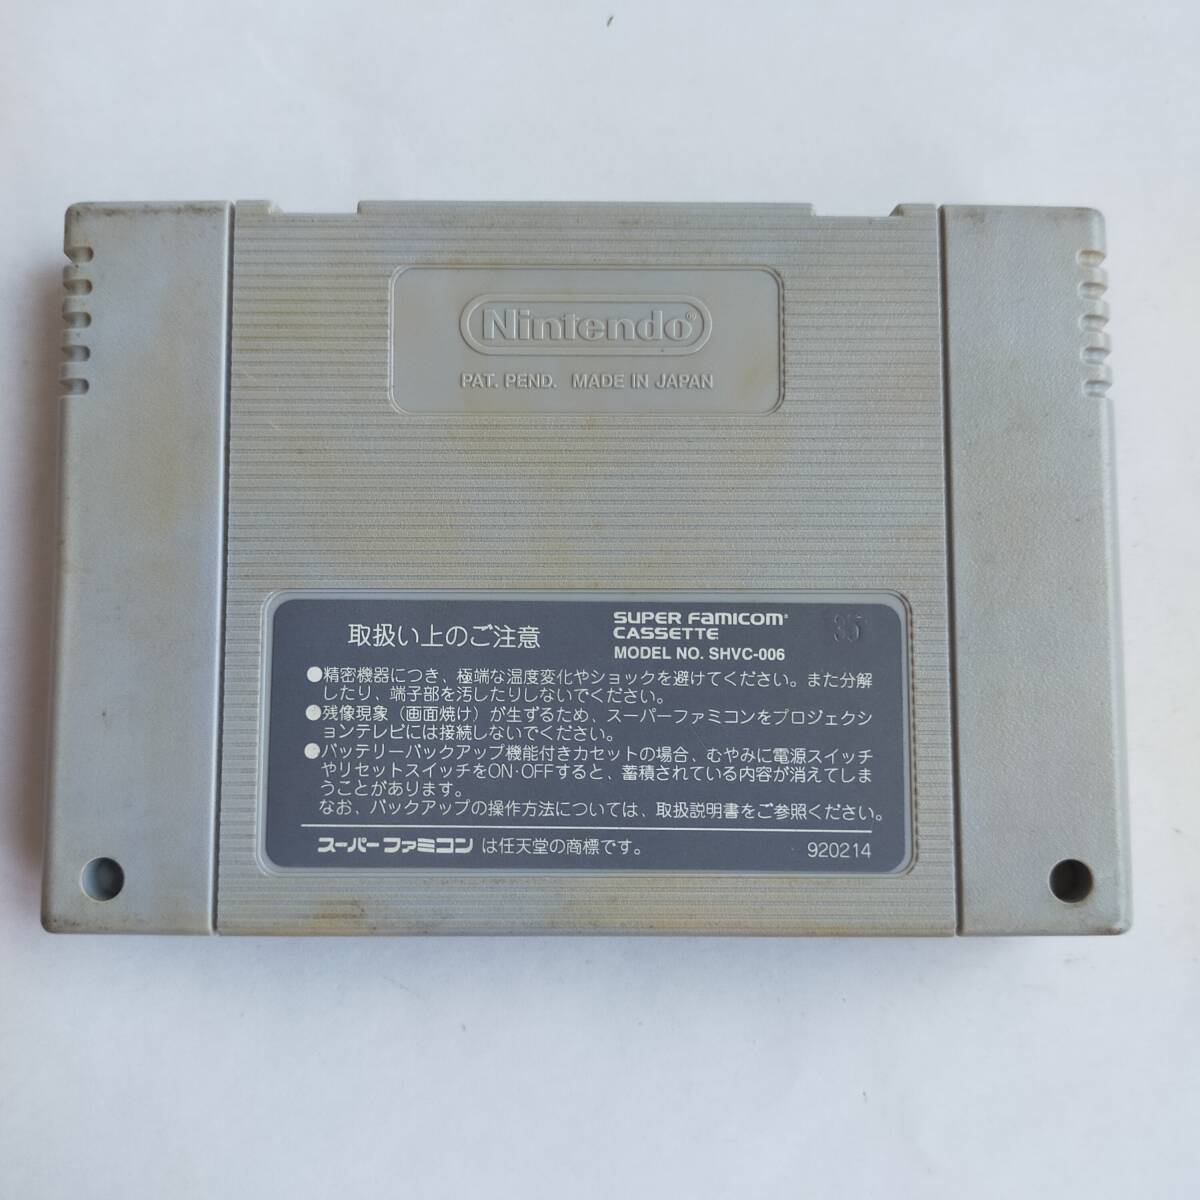 Nintendo®
PAT. PEND. MADE IN JAPAN
取扱い上のご注意
SUPER FAMICOM®
CASSETTE
MODEL NO. SHVC-006
35
●精密機器につき、極端な温度変化やショックを避けてください。また分解
したり、端子部を汚したりしないでください。
●残像現象（画面焼け）が生ずるため、スーパーファミコンをプロジェクシ
ョンテレビには接続しないでください。
●バッテリーバックアップ機能付きカセットの場合、むやみに電源スイッチ
やリセットスイッチをON·OFFすると、蓄積されている内容が消えてしま
うことがあります。
なお、バックアップの操作方法については、取扱説明書をご参照ください。
スーパーファミコン は任天堂の商標です。
920214